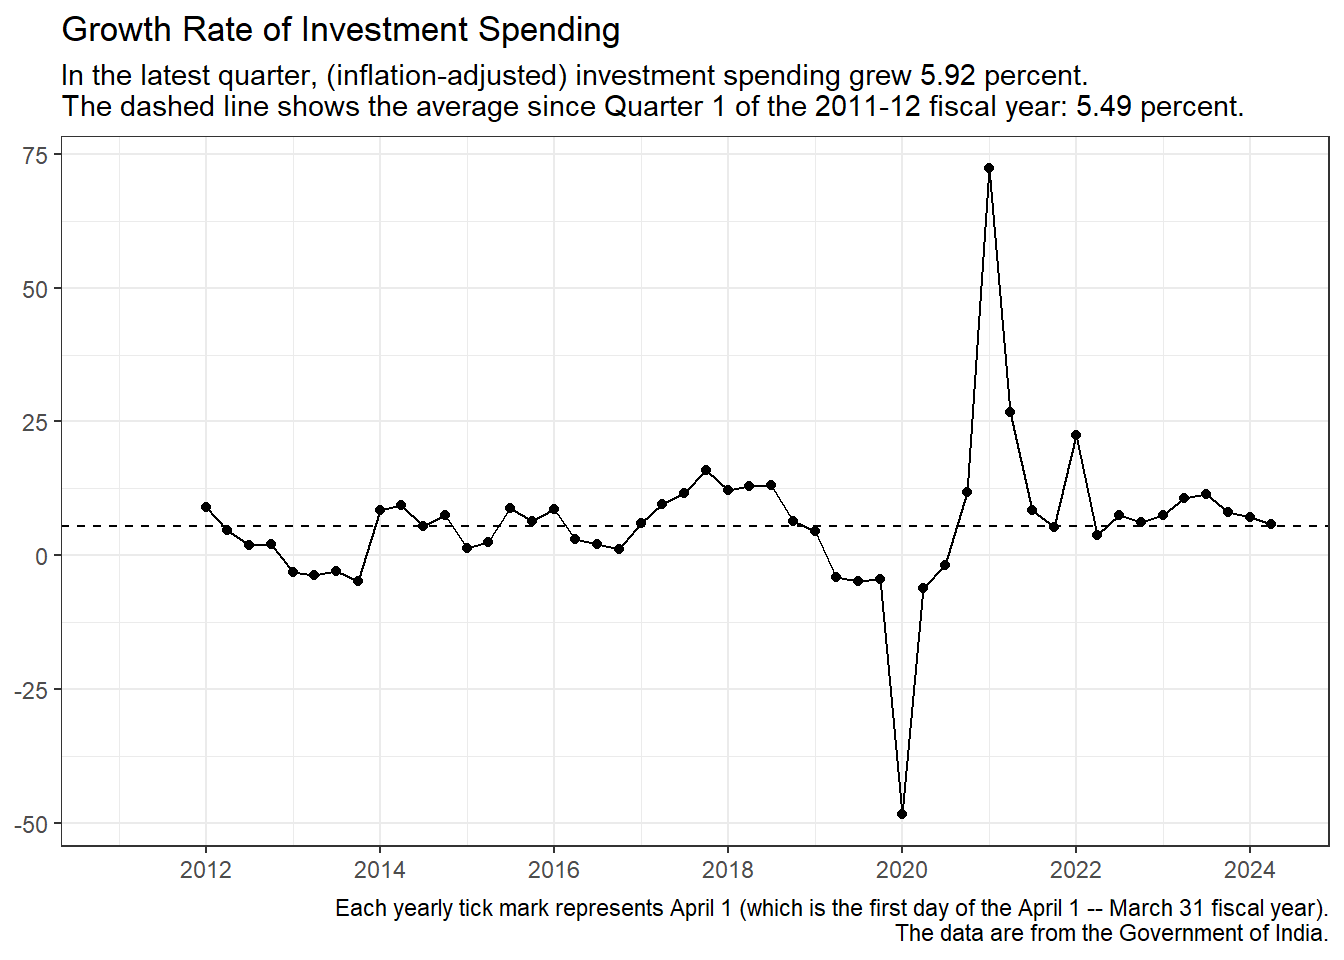 Growth Rate of Investment Spending
In the latest quarter, (inflation-adjusted) investment spending grew 5.92 percent.
The dashed line shows the average since Quarter 1 of the 2011-12 fiscal year: 5.49 percent.
75
50
25
0
-25
-50
2012 2014 2016 2018 2020 2022 2024
Each yearly tick mark represents April 1 (which is the first day of the April 1 -- March 31 fiscal year).
The data are from the Government of India.